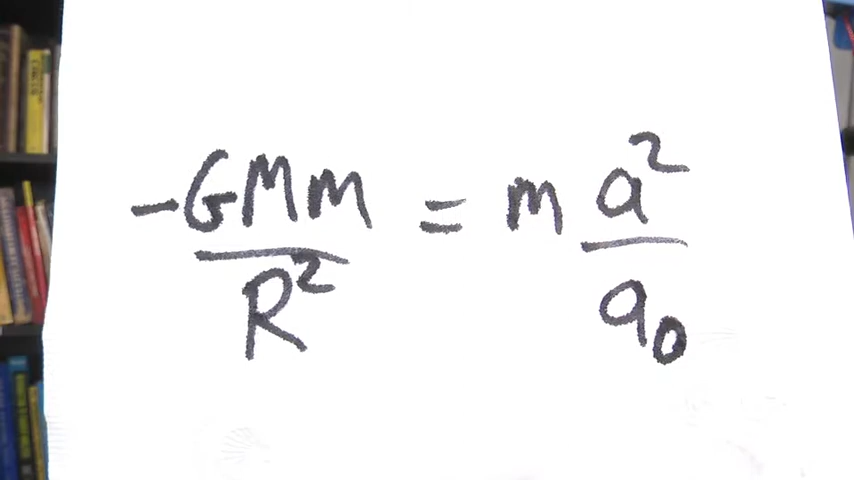 -GMm/R² = m a²/a₀